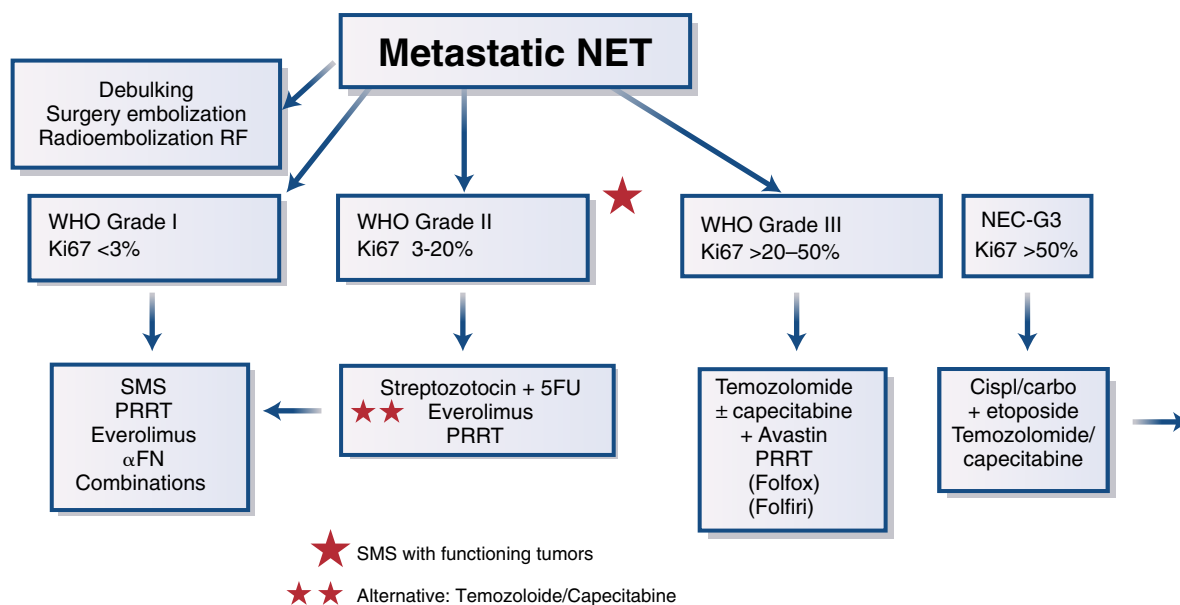 Metastatic NET
Debulking
Surgery embolization
Radioembolization RF
WHO Grade I
Ki67 <3%
WHO Grade II
Ki67 3-20%
WHO Grade III
Ki67 >20–50%
NEC-G3
Ki67 >50%
SMS
PRRT
Everolimus
αFN
Combinations
Streptozotocin + 5FU
Everolimus
PRRT
Temozolomide
± capecitabine
+ Avastin
PRRT
(Folfox)
(Folfiri)
Cispl/carbo
+ etoposide
Temozolomide/
capecitabine
SMS with functioning tumors
Alternative: Temozoloide/Capecitabine